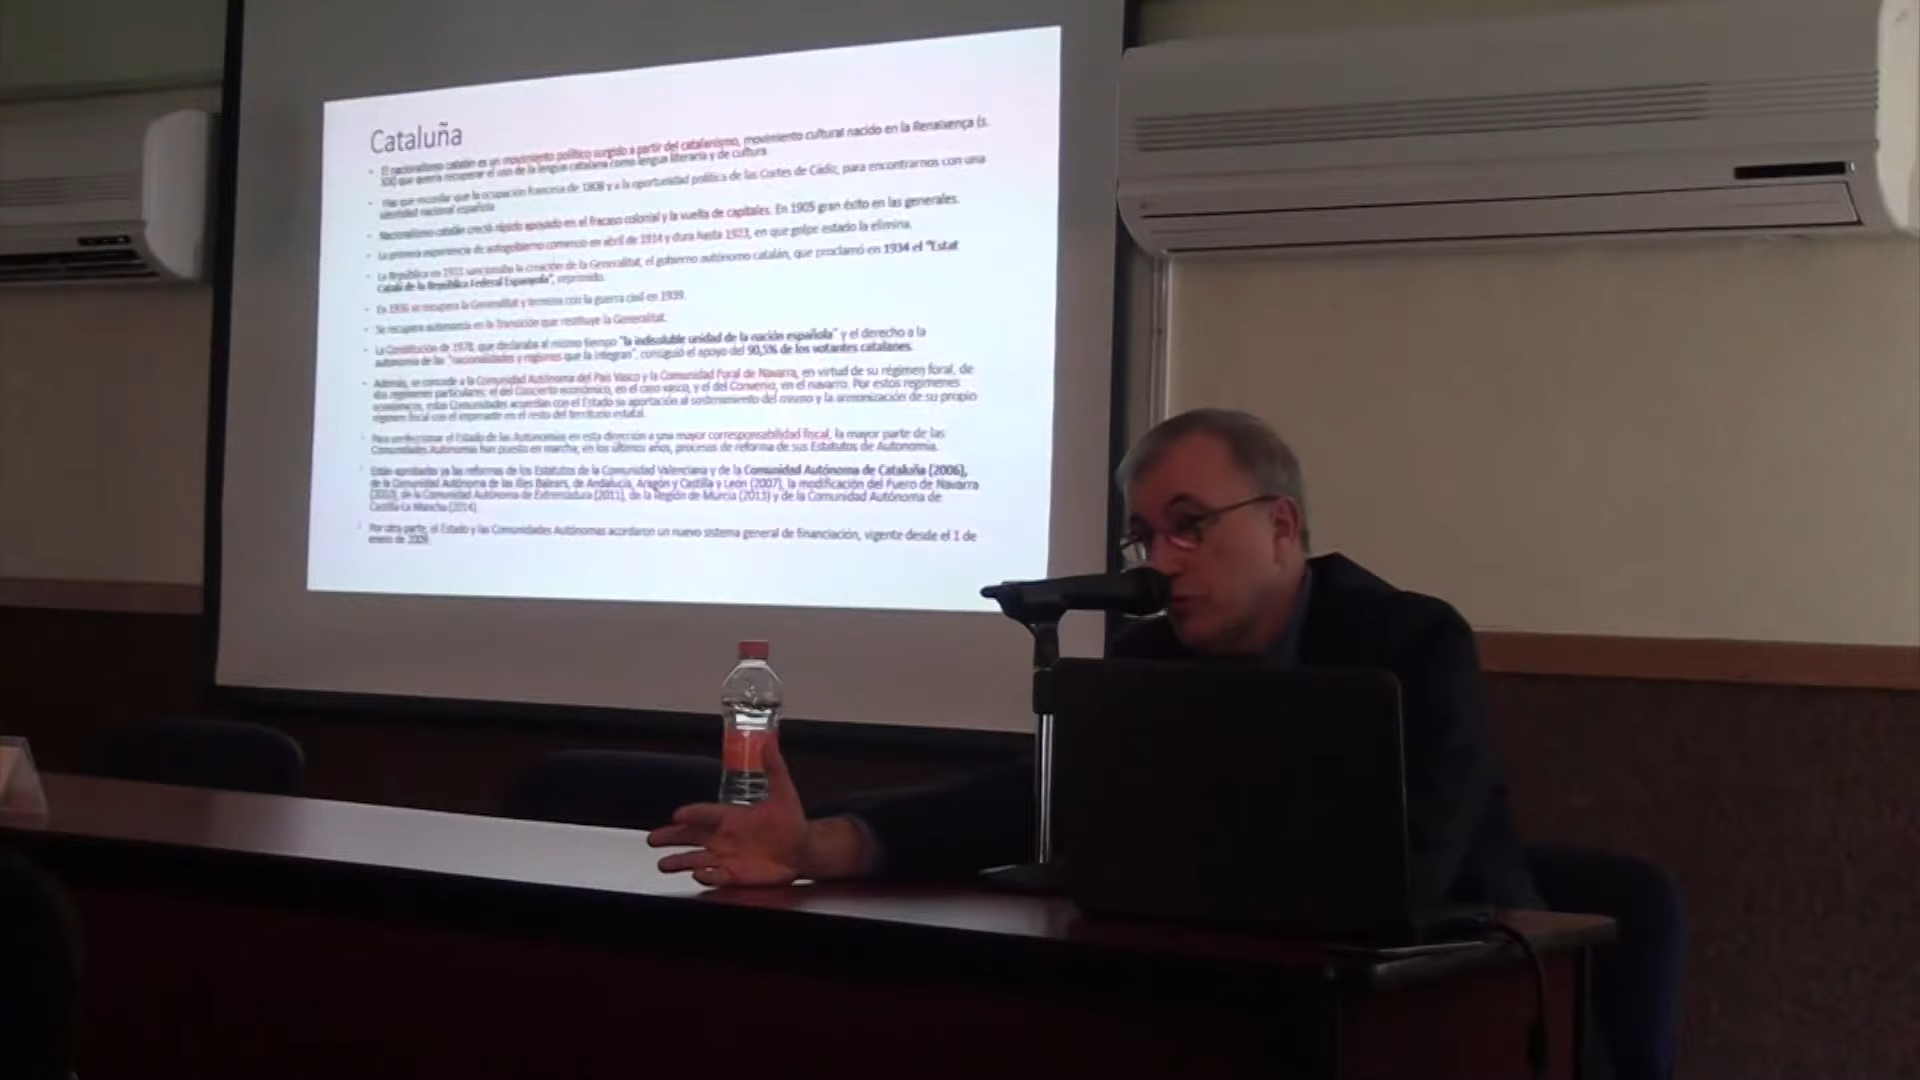 Cataluña
El nacionalismo catalán es un movimiento político surgido a partir del catalanismo, movimiento cultural nacido en la Renaixença (s.
XIX) que quería recuperar el uso de la lengua catalana como lengua literaria y de cultura.
Hay que recordar que la ocupación francesa de 1808 y a la oportunidad política de las Cortes de Cádiz, para encontrarnos con una
identidad nacional española
Nacionalismo catalán creció rápido apoyado en el fracaso colonial y la vuelta de capitales. En 1905 gran éxito en las generales.
La primera experiencia de autogobierno comenzó en abril de 1914 y dura hasta 1923, en que golpe estado la elimina.
La República en 1931 sancionaba la creación de la Generalitat, el gobierno autónomo catalán, que proclamó en 1934 el "Estat
Català de la República Federal Espanyola", reprimido.
En 1936 se recupera la Generalitat y termina con la guerra civil en 1939.
Se recupera autonomía en la Transición que restituye la Generalitat.
La Constitución de 1978, que declaraba al mismo tiempo "la indisoluble unidad de la nación española" y el derecho a la
autonomía de las "nacionalidades y regiones que la integran", consiguió el apoyo del 90,5% de los votantes catalanes.
Además, se concede a la Comunidad Autónoma del País Vasco y la Comunidad Foral de Navarra, en virtud de su régimen foral, de
dos regímenes particulares: el del Concierto económico, en el caso vasco, y el del Convenio, en el navarro. Por estos regímenes
económicos, estas Comunidades acuerdan con el Estado su aportación al sostenimiento del mismo y la armonización de su propio
régimen fiscal con el imperante en el resto del territorio estatal.
Para perfeccionar el Estado de las Autonomías en esta dirección a una mayor corresponsabilidad fiscal, la mayor parte de las
Comunidades Autónomas han puesto en marcha, en los últimos años, procesos de reforma de sus Estatutos de Autonomía.
Están aprobadas ya las reformas de los Estatutos de la Comunidad Valenciana y de la Comunidad Autónoma de Cataluña (2006),
de la Comunidad Autónoma de las Illes Balears, de Andalucía, Aragón y Castilla y León (2007), la modificación del Fuero de Navarra
(2010), de la Comunidad Autónoma de Extremadura (2011), de la Región de Murcia (2013) y de la Comunidad Autónoma de
Castilla-La Mancha (2014).
Por otra parte, el Estado y las Comunidades Autónomas acordaron un nuevo sistema general de financiación, vigente desde el 1 de
enero de 2009.